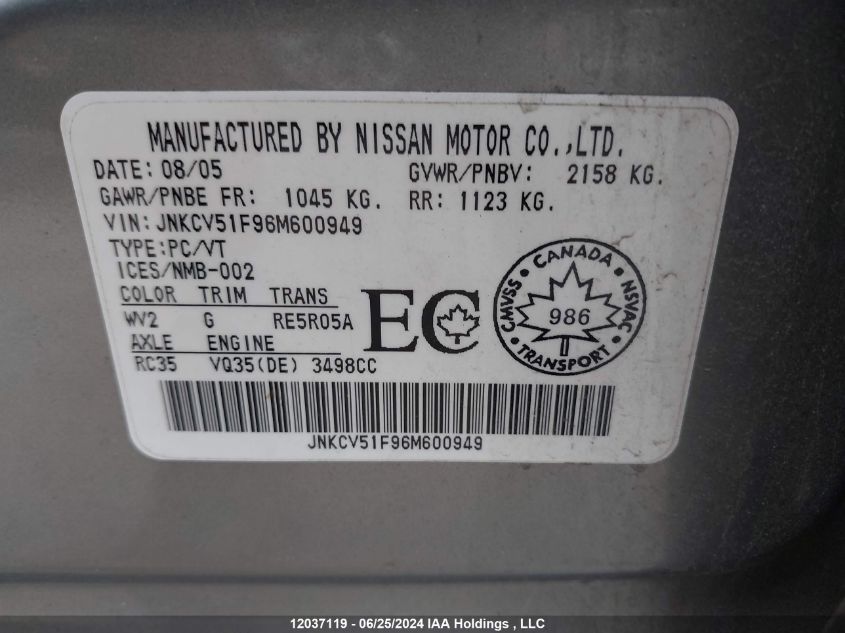 MANUFACTURED BY NISSAN MOTOR CO.,LTD.
DATE: 08/05 GVWR/PNBV: 2158 KG.
GAWR/PNBE FR: 1045 KG. RR: 1123 KG.
VIN: JNKCV51F96M600949
TYPE:PC/VT
ICES/NMB-002
COLOR TRIM TRANS
WV2 G RE5R05A
AXLE ENGINE
RC35 VQ35(DE) 3498CC
EC
CANADA
CMVSS • NSVAC
986
TRANSPORT
JNKCV51F96M600949
12037119 - 06/25/2024 IAA Holdings , LLC